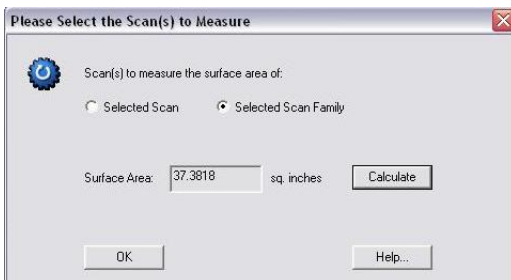 Please Select the Scan(s) to Measure
Scan(s) to measure the surface area of:
Selected Scan Selected Scan Family
Surface Area: 37.3818 sq. inches Calculate
OK Help...